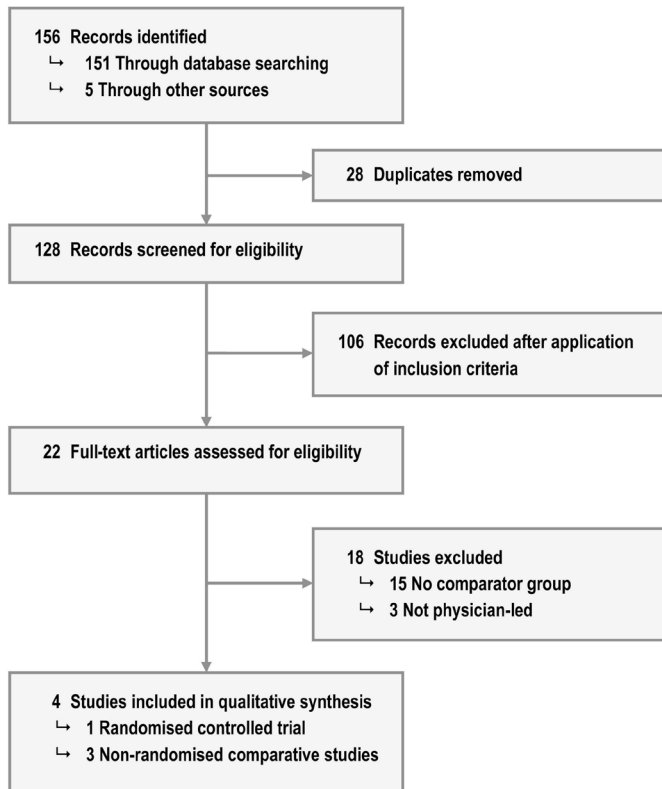 156 Records identified
↳ 151 Through database searching
↳ 5 Through other sources
28 Duplicates removed
128 Records screened for eligibility
106 Records excluded after application
of inclusion criteria
22 Full-text articles assessed for eligibility
18 Studies excluded
↳ 15 No comparator group
↳ 3 Not physician-led
4 Studies included in qualitative synthesis
↳ 1 Randomised controlled trial
↳ 3 Non-randomised comparative studies